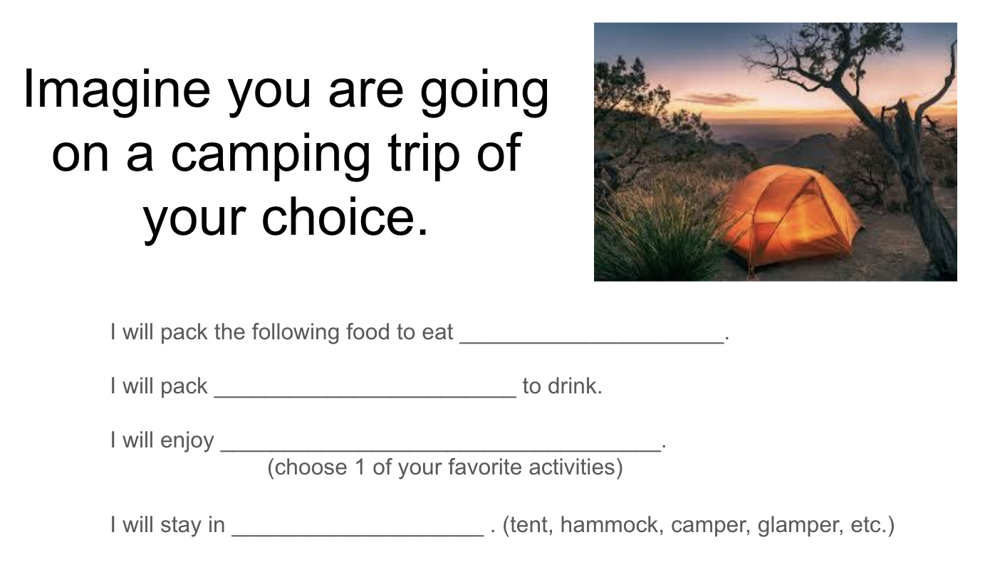 Imagine you are going
on a camping trip of
your choice.
I will pack the following food to eat _____________________.
I will pack ________________________ to drink.
I will enjoy ___________________________________.
(choose 1 of your favorite activities)
I will stay in ____________________ . (tent, hammock, camper, glamper, etc.)